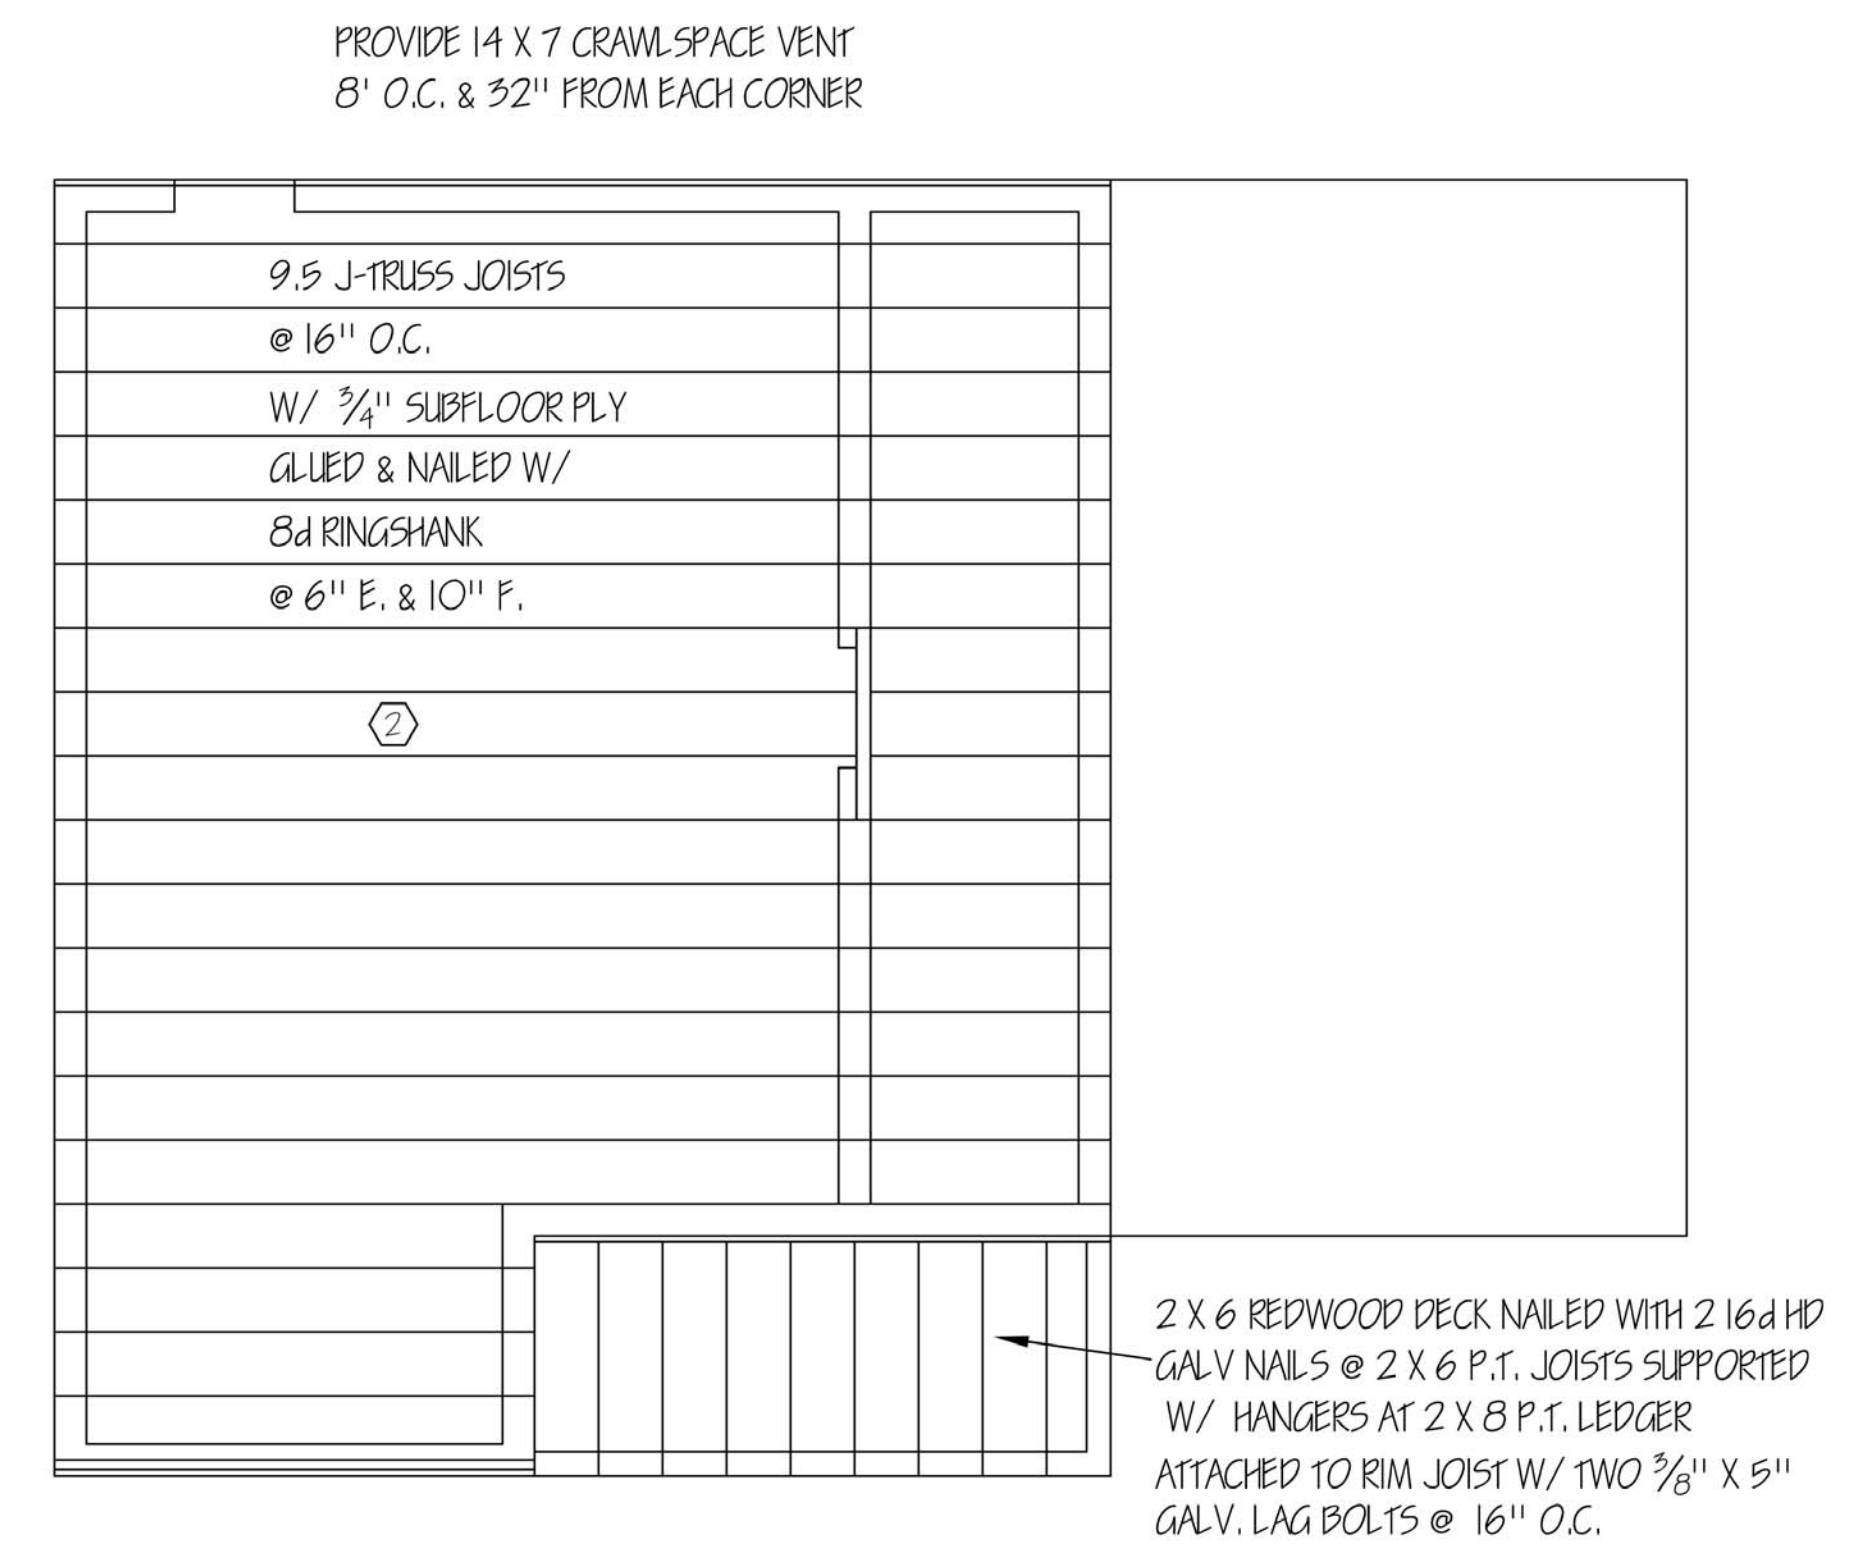 PROVIDE 14 X 7 CRAWLSPACE VENT
8' O.C. & 32" FROM EACH CORNER
9.5 J-TRUSS JOISTS
@ 16" O.C.
W/ 3/4" SUBFLOOR PLY
GLUED & NAILED W/
8d RINGSHANK
@ 6" E. & 10" F.
2
2 X 6 REDWOOD DECK NAILED WITH 2 16d HD
GALV NAILS @ 2 X 6 P.T. JOISTS SUPPORTED
W/ HANGERS AT 2 X 8 P.T. LEDGER
ATTACHED TO RIM JOIST W/ TWO 3/8" X 5"
GALV. LAG BOLTS @ 16" O.C.